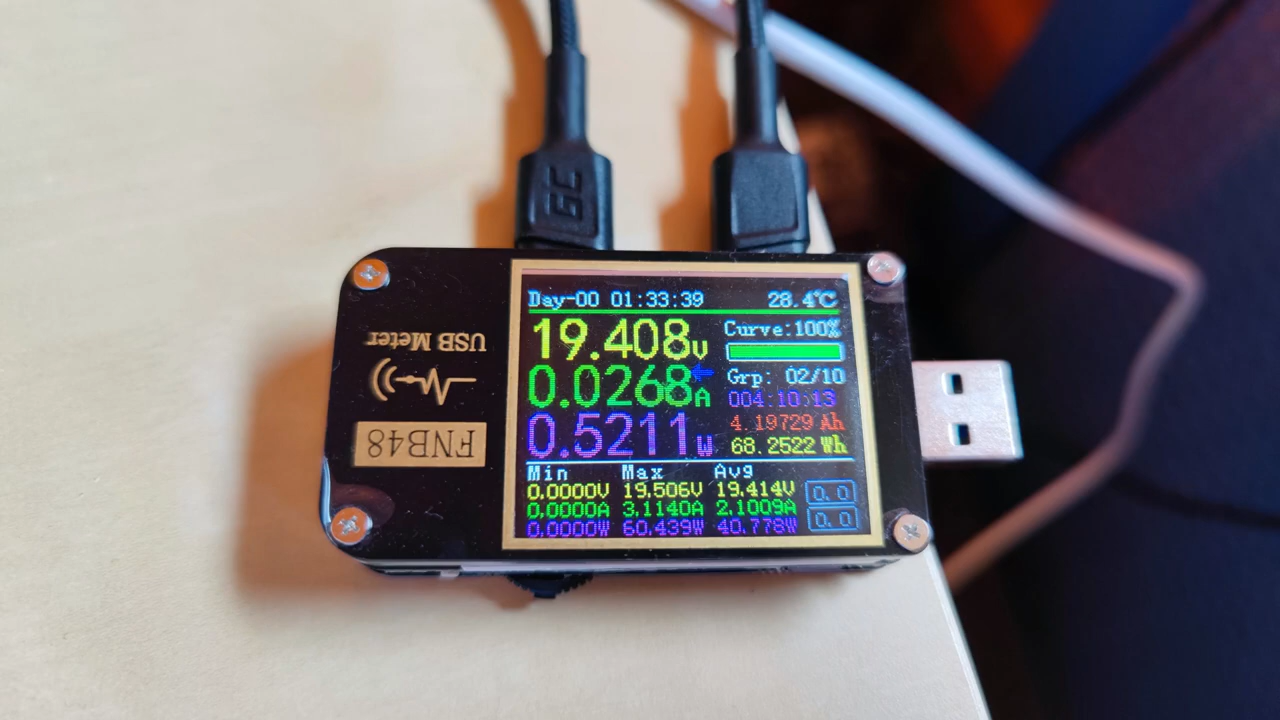 GC
USB Meter
FNB48
Day-00 01:33:39 28.4℃
19.408V
0.0268A
0.5211W
Curve:100%
Grp: 02/10
004:10:13
4.19729 Ah
68.2522 Wh
Min Max Avg
0.0000V 19.506V 19.414V
0.0000A 3.1140A 2.1009A
0.0000W 60.439W 40.778W
0.0
0.0